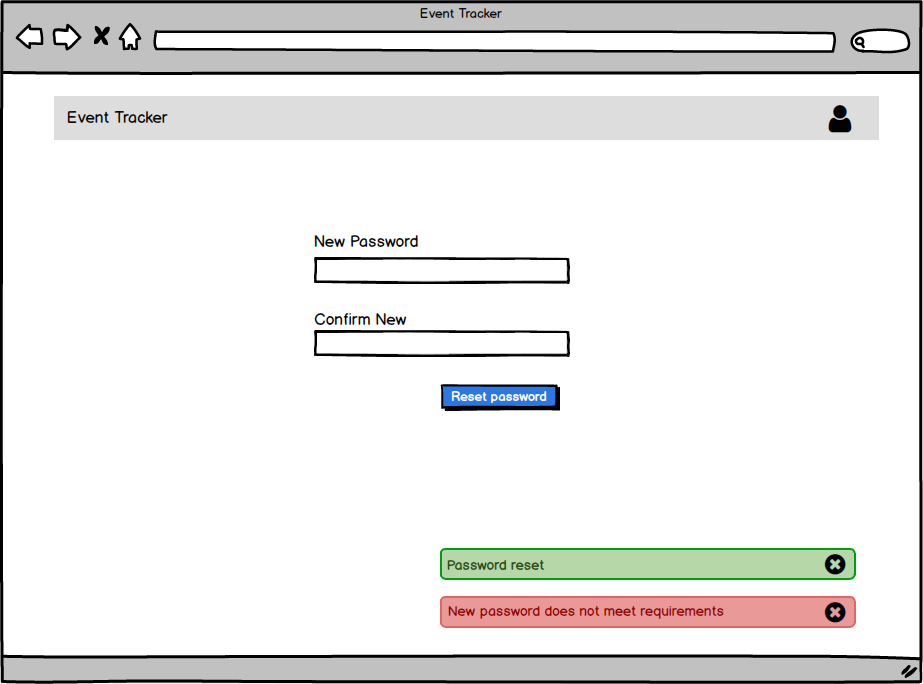 Event Tracker
Event Tracker
New Password
Confirm New
Reset password
Password reset
New password does not meet requirements